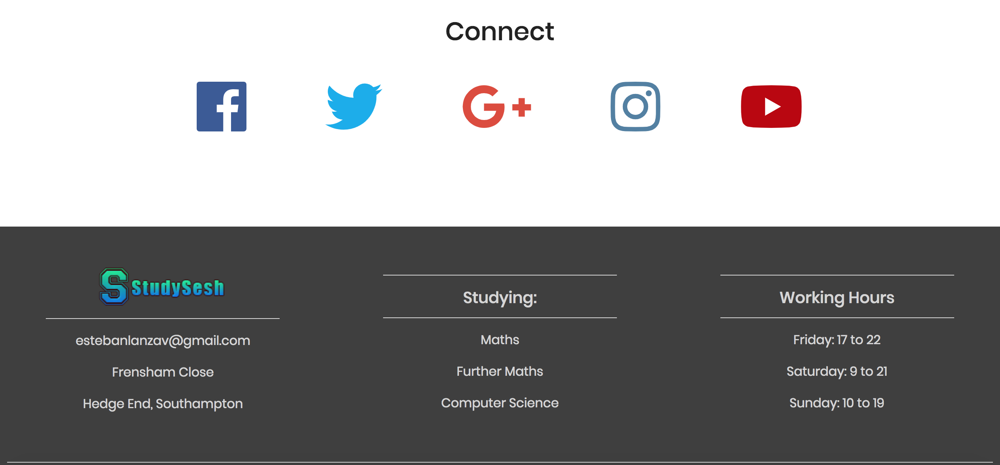 Connect
StudySesh
estebanlanzav@gmail.com
Frensham Close
Hedge End, Southampton
Studying:
Maths
Further Maths
Computer Science
Working Hours
Friday: 17 to 22
Saturday: 9 to 21
Sunday: 10 to 19